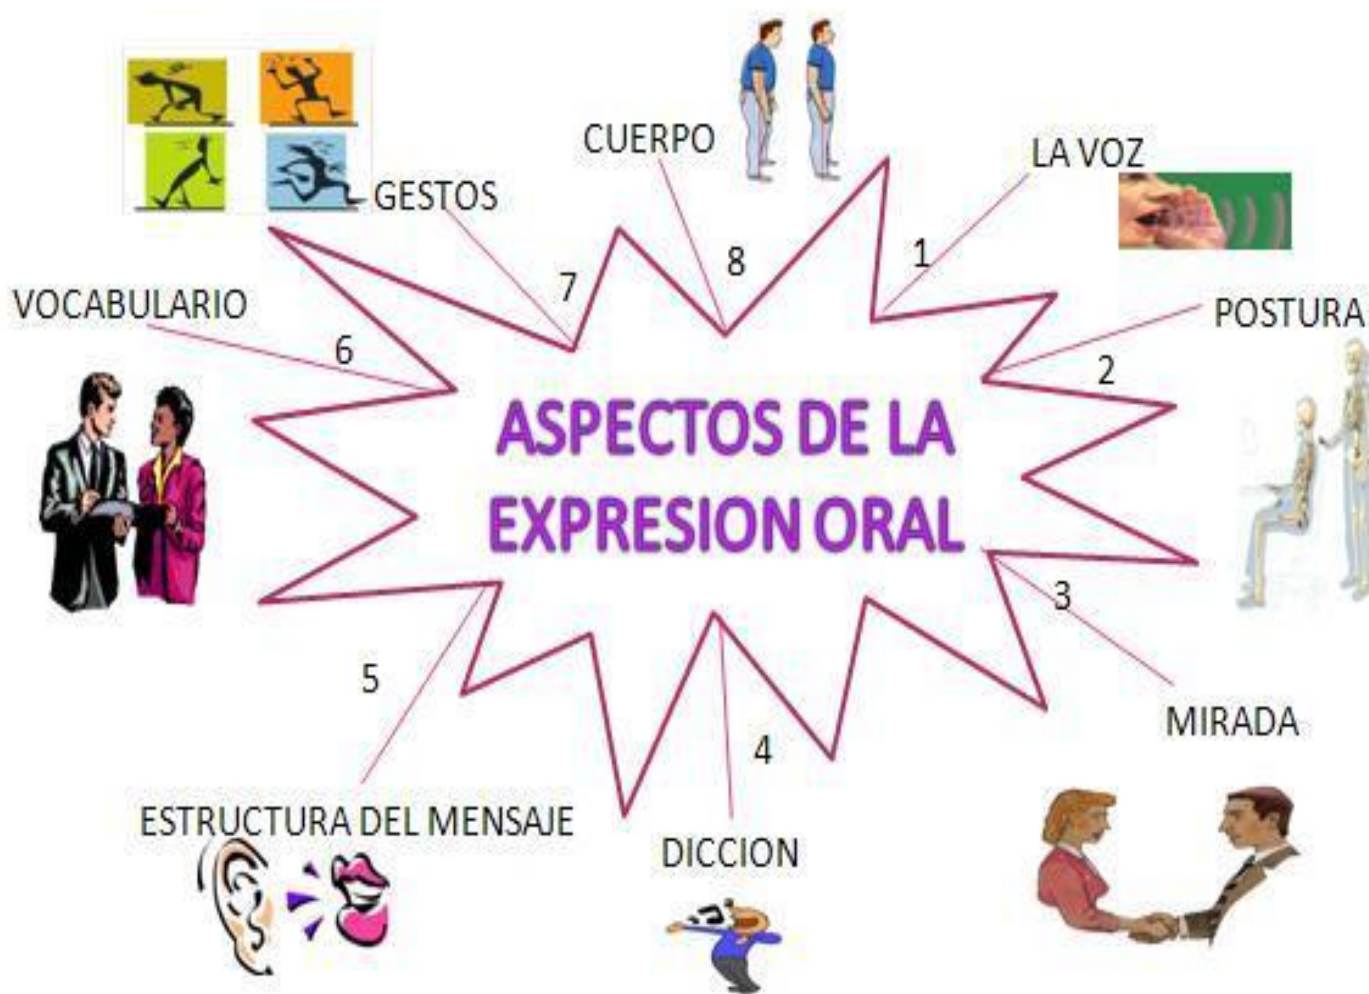 ASPECTOS DE LA
EXPRESION ORAL
1
LA VOZ
2
POSTURA
3
MIRADA
4
DICCION
5
ESTRUCTURA DEL MENSAJE
6
VOCABULARIO
7
GESTOS
8
CUERPO